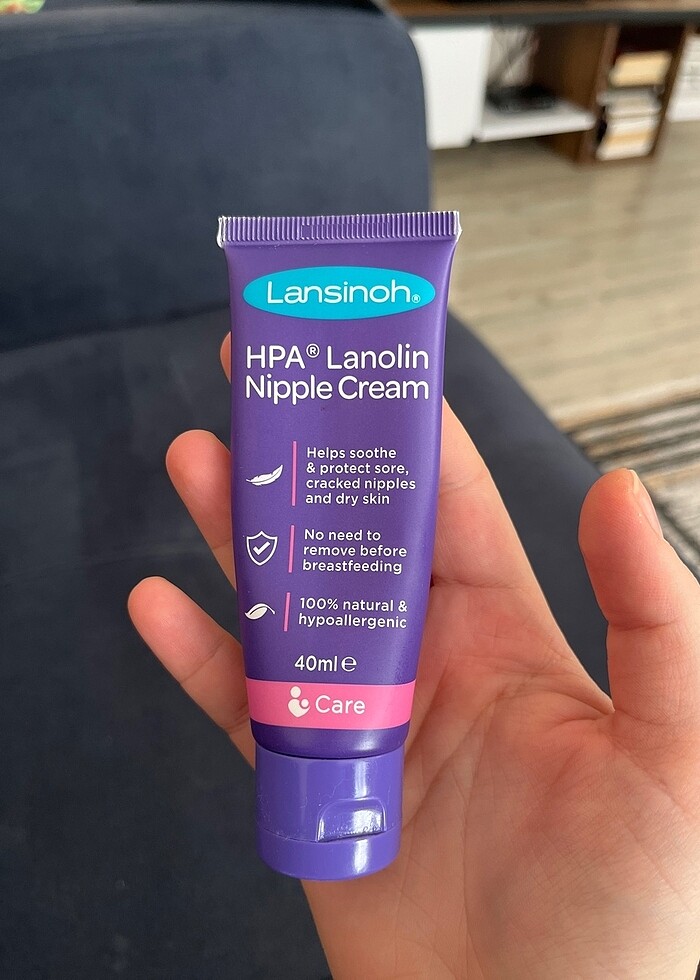 Lansinoh®
HPA® Lanolin
Nipple Cream
Helps soothe
& protect sore,
cracked nipples
and dry skin
No need to
remove before
breastfeeding
100% natural &
hypoallergenic
40ml ℮
Care